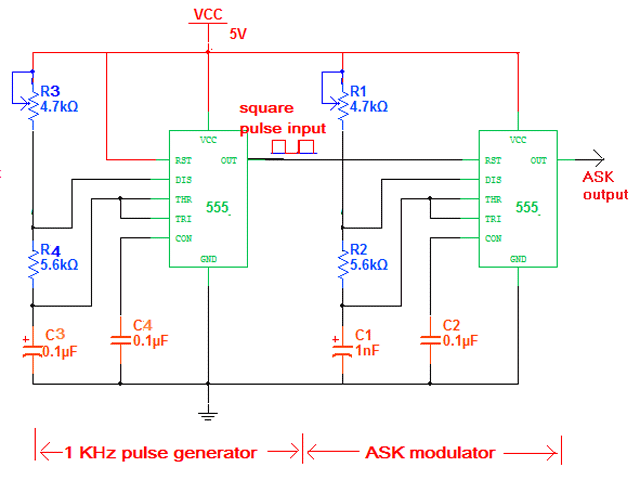 VCC
5V
R3
4.7kΩ
R1
4.7kΩ
square
pulse input
VCC
RST OUT
DIS
THR
555
TRI
CON
GND
VCC
RST OUT
DIS
THR
555
TRI
CON
GND
ASK
output
R4
5.6kΩ
R2
5.6kΩ
+ C3
0.1µF
C4
0.1µF
+ C1
1nF
C2
0.1µF
1 KHz pulse generator
ASK modulator